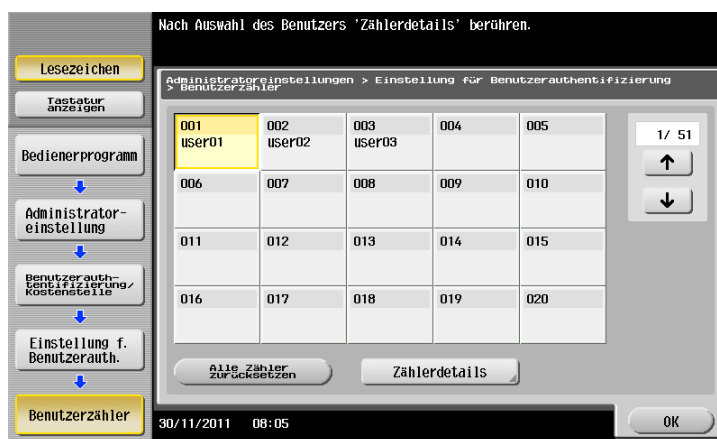 Nach Auswahl des Benutzers 'Zählerdetails' berühren.
Lesezeichen
Tastatur
anzeigen
Bedienerprogramm
Administrator-
einstellung
Benutzerauth-
tentifizierung/
Kostenstelle
Einstellung f.
Benutzerauth.
Benutzerzähler
Administratoreinstellungen > Einstellung für Benutzerauthentifizierung
> Benutzerzähler
001 002 003 004 005
user01 user02 user03
006 007 008 009 010
011 012 013 014 015
016 017 018 019 020
1/ 51
Alle Zähler
zurücksetzen
Zählerdetails
30/11/2011 08:05
OK